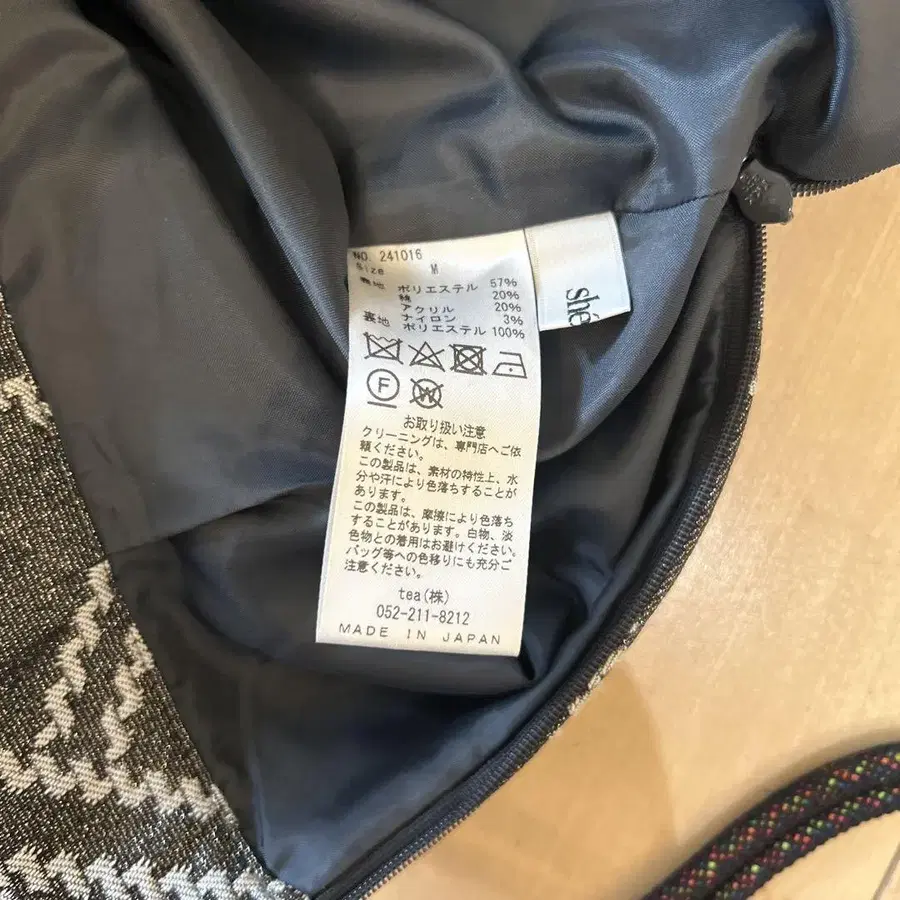 NO. 241016
Size M
表地 ポリエステル 57%
綿 20%
アクリル 20%
ナイロン 3%
裏地 ポリエステル 100%
F
W
お取り扱い注意
クリーニングは、専門店へご依
頼ください。
この製品は、素材の特性上、水
分や汗により色落ちすることが
あります。
この製品は、摩擦により色落ち
することがあります。白物、淡
色物との着用はお避けください。
バッグ等への色移りにも充分ご
注意ください。
tea(株)
052-211-8212
MADE IN JAPAN
shé